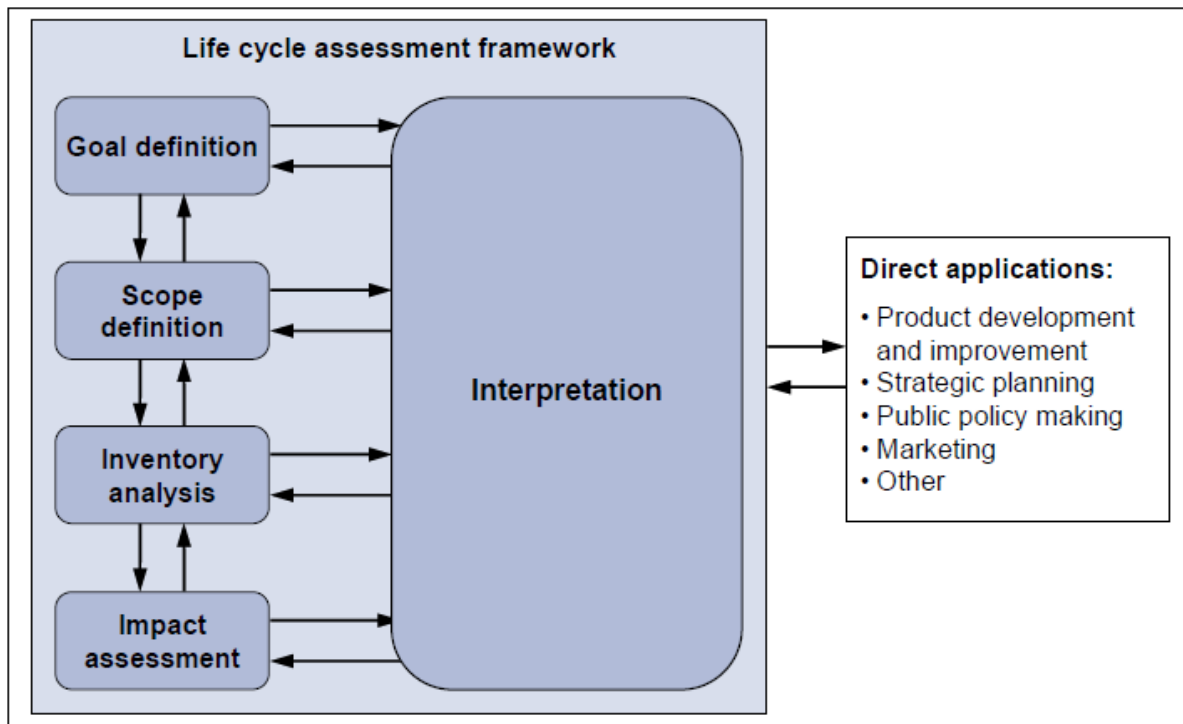 Life cycle assessment framework
Goal definition
Scope
definition
Inventory
analysis
Impact
assessment
Interpretation
Direct applications:
• Product development
and improvement
• Strategic planning
• Public policy making
• Marketing
• Other